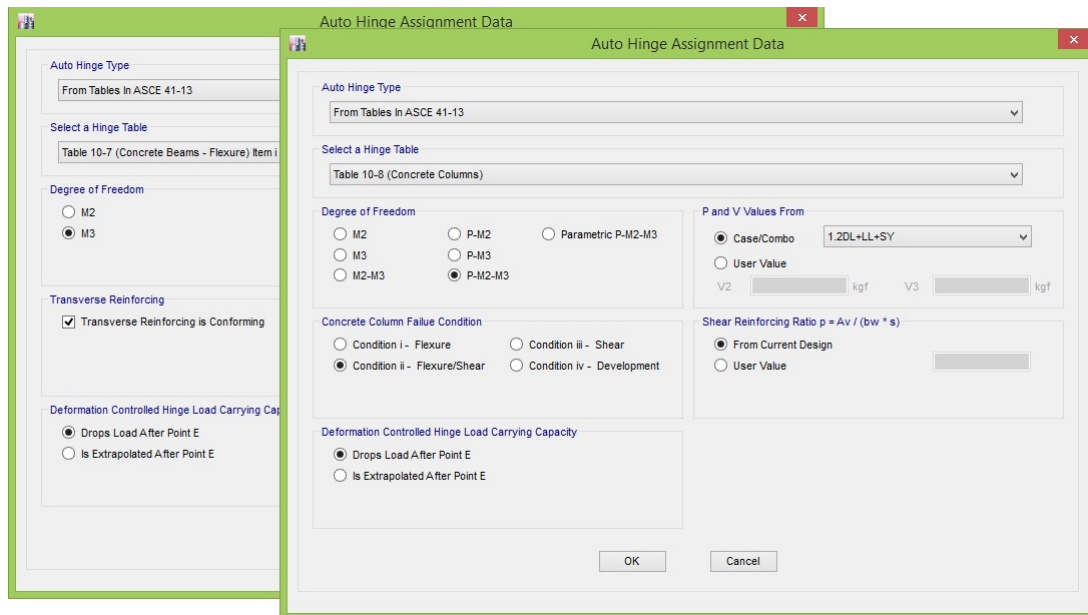 Auto Hinge Assignment Data
Auto Hinge Type
From Tables In ASCE 41-13
Select a Hinge Table
Table 10-7 (Concrete Beams - Flexure) Item i
Degree of Freedom
M2
M3
Transverse Reinforcing
Transverse Reinforcing is Conforming
Deformation Controlled Hinge Load Carrying Cap
Drops Load After Point E
Is Extrapolated After Point E
Auto Hinge Assignment Data
Auto Hinge Type
From Tables In ASCE 41-13
Select a Hinge Table
Table 10-8 (Concrete Columns)
Degree of Freedom
M2 P-M2 Parametric P-M2-M3
M3 P-M3
M2-M3 P-M2-M3
P and V Values From
Case/Combo 1.2DL+LL+SY
User Value
V2 kgf V3 kgf
Concrete Column Failue Condition
Condition i - Flexure Condition iii - Shear
Condition ii - Flexure/Shear Condition iv - Development
Shear Reinforcing Ratio p = Av / (bw * s)
From Current Design
User Value
Deformation Controlled Hinge Load Carrying Capacity
Drops Load After Point E
Is Extrapolated After Point E
OK Cancel